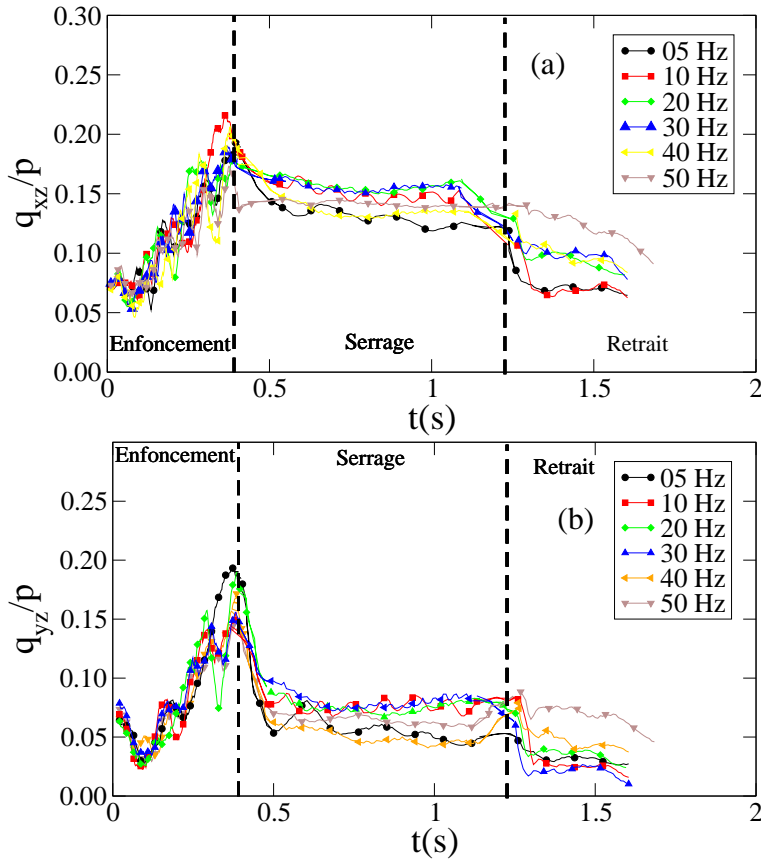 0.30
(a)
05 Hz
10 Hz
20 Hz
30 Hz
40 Hz
50 Hz
0.25
0.20
0.15
0.10
0.05
0.00
q_xz/p
Enfoncement
Serrage
Retrait
0
0.5
1
1.5
2
t(s)
Enfoncement
Serrage
Retrait
(b)
05 Hz
10 Hz
20 Hz
30 Hz
40 Hz
50 Hz
0.25
0.20
0.15
0.10
0.05
0.00
q_yz/p
0
0.5
1
1.5
2
t(s)